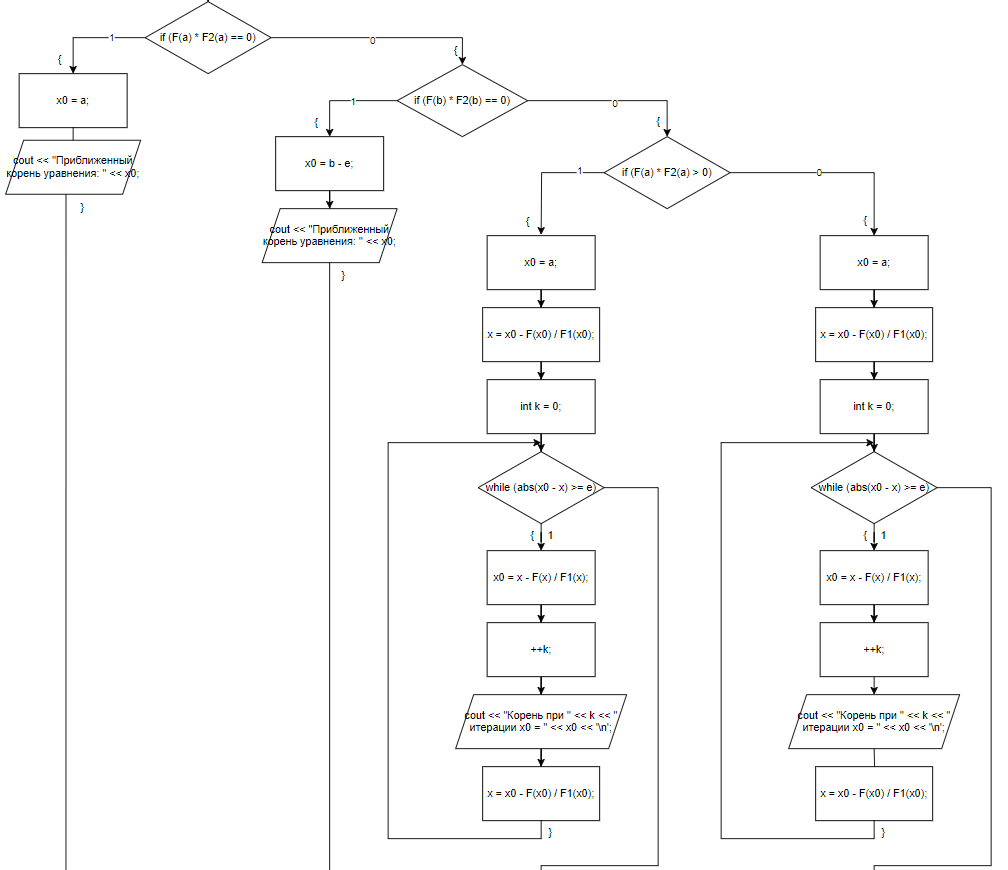 if (F(a) * F2(a) == 0)
1
0
{
{
x0 = a;
cout << "Приближенный
корень уравнения: " << x0;
}
if (F(b) * F2(b) == 0)
1
0
{
{
x0 = b - e;
cout << "Приближенный
корень уравнения: " << x0;
}
if (F(a) * F2(a) > 0)
1
0
{
{
x0 = a;
x = x0 - F(x0) / F1(x0);
int k = 0;
while (abs(x0 - x) >= e)
{ 1
x0 = x - F(x) / F1(x);
++k;
cout << "Корень при " << k << "
итерации x0 = " << x0 << '\n';
x = x0 - F(x0) / F1(x0);
}
x0 = a;
x = x0 - F(x0) / F1(x0);
int k = 0;
while (abs(x0 - x) >= e)
{ 1
x0 = x - F(x) / F1(x);
++k;
cout << "Корень при " << k << "
итерации x0 = " << x0 << '\n';
x = x0 - F(x0) / F1(x0);
}